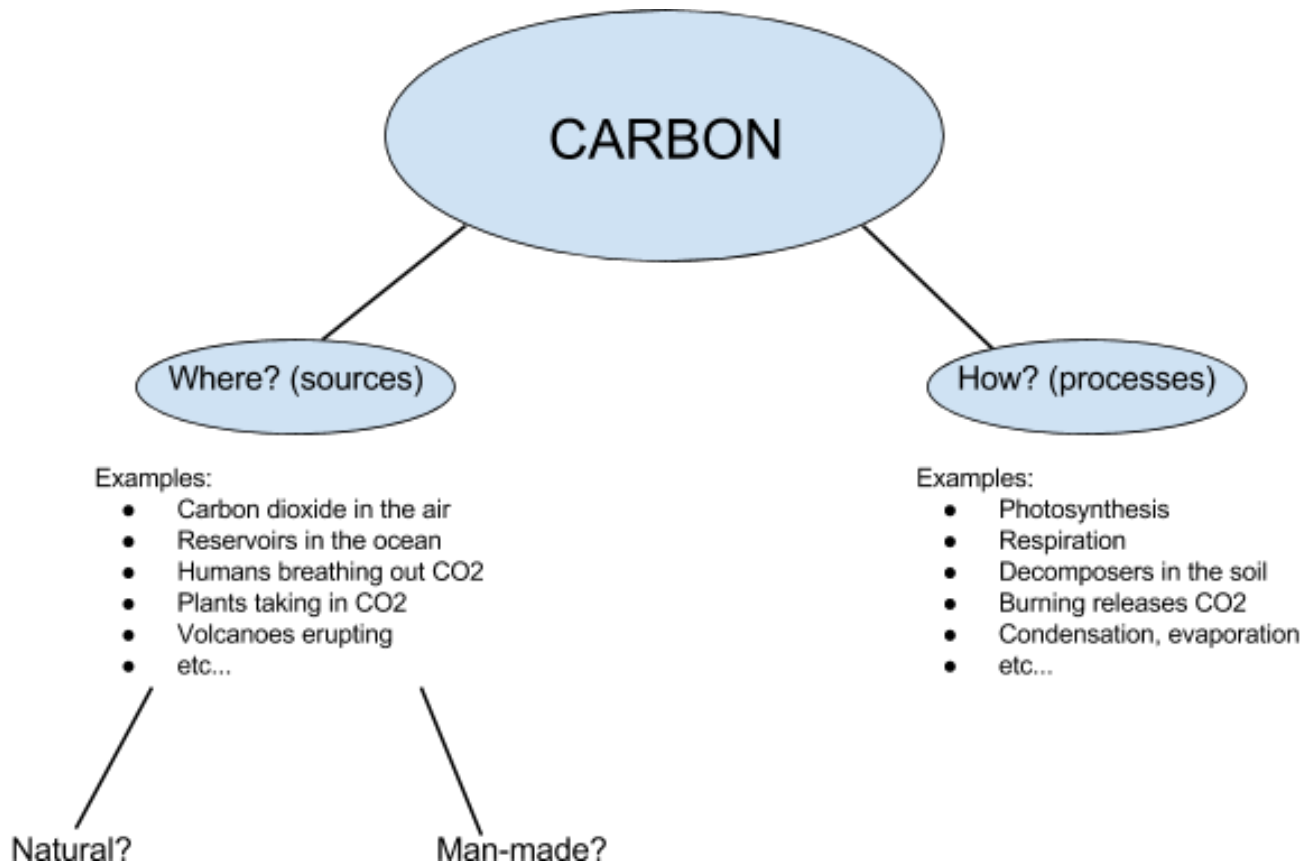 CARBON
Where? (sources)
How? (processes)
Examples:
● Carbon dioxide in the air
● Reservoirs in the ocean
● Humans breathing out CO2
● Plants taking in CO2
● Volcanoes erupting
● etc...
Examples:
● Photosynthesis
● Respiration
● Decomposers in the soil
● Burning releases CO2
● Condensation, evaporation
● etc...
Natural?
Man-made?